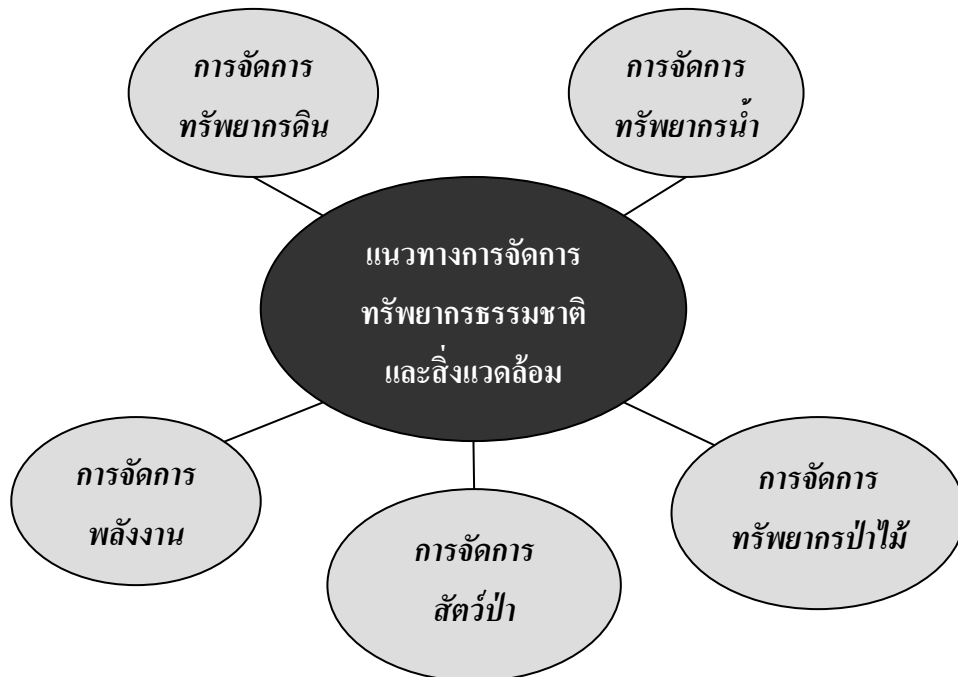 การจัดการ
ทรัพยากรดิน
การจัดการ
ทรัพยากรน้ำ
แนวทางการจัดการ
ทรัพยากรธรรมชาติ
และสิ่งแวดล้อม
การจัดการ
พลังงาน
การจัดการ
สัตว์ป่า
การจัดการ
ทรัพยากรป่าไม้